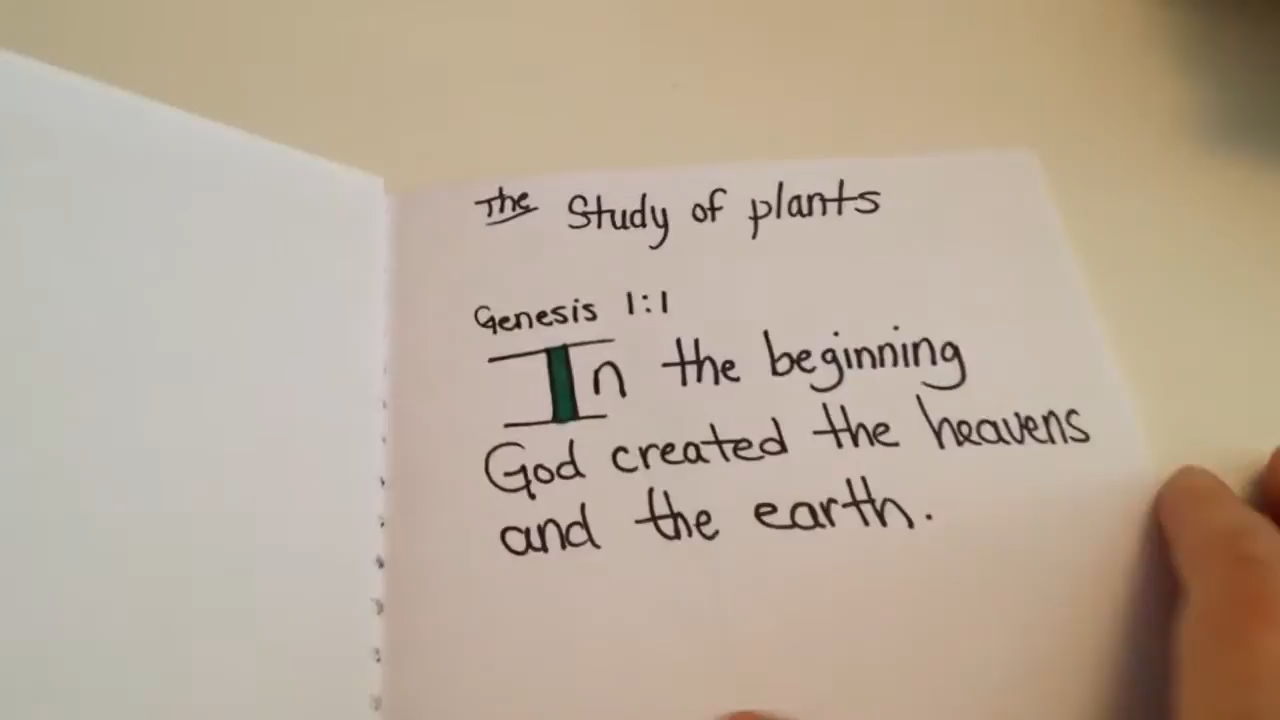 The Study of plants
Genesis 1:1
In the beginning
God created the heavens
and the earth.